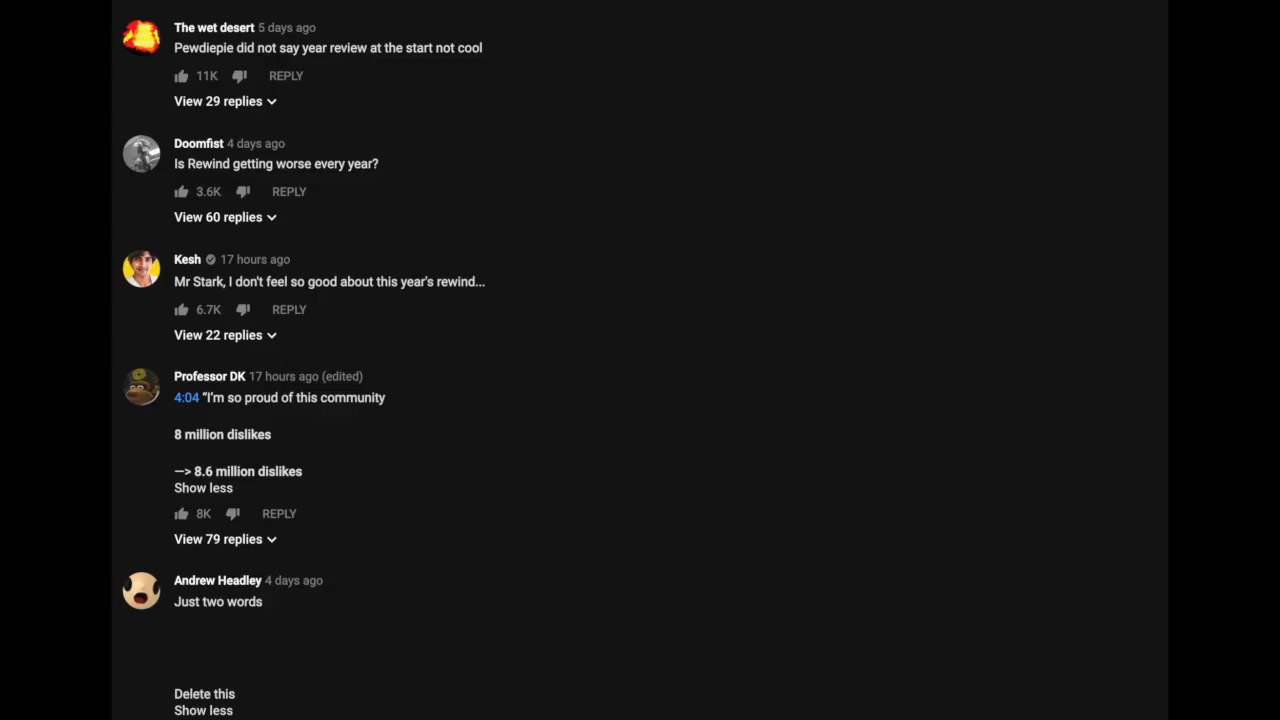 The wet desert 5 days ago
Pewdiepie did not say year review at the start not cool
11K REPLY
View 29 replies
Doomfist 4 days ago
Is Rewind getting worse every year?
3.6K REPLY
View 60 replies
Kesh 17 hours ago
Mr Stark, I don't feel so good about this year's rewind...
6.7K REPLY
View 22 replies
Professor DK 17 hours ago (edited)
4:04 “I'm so proud of this community
8 million dislikes
—> 8.6 million dislikes
Show less
8K REPLY
View 79 replies
Andrew Headley 4 days ago
Just two words
Delete this
Show less